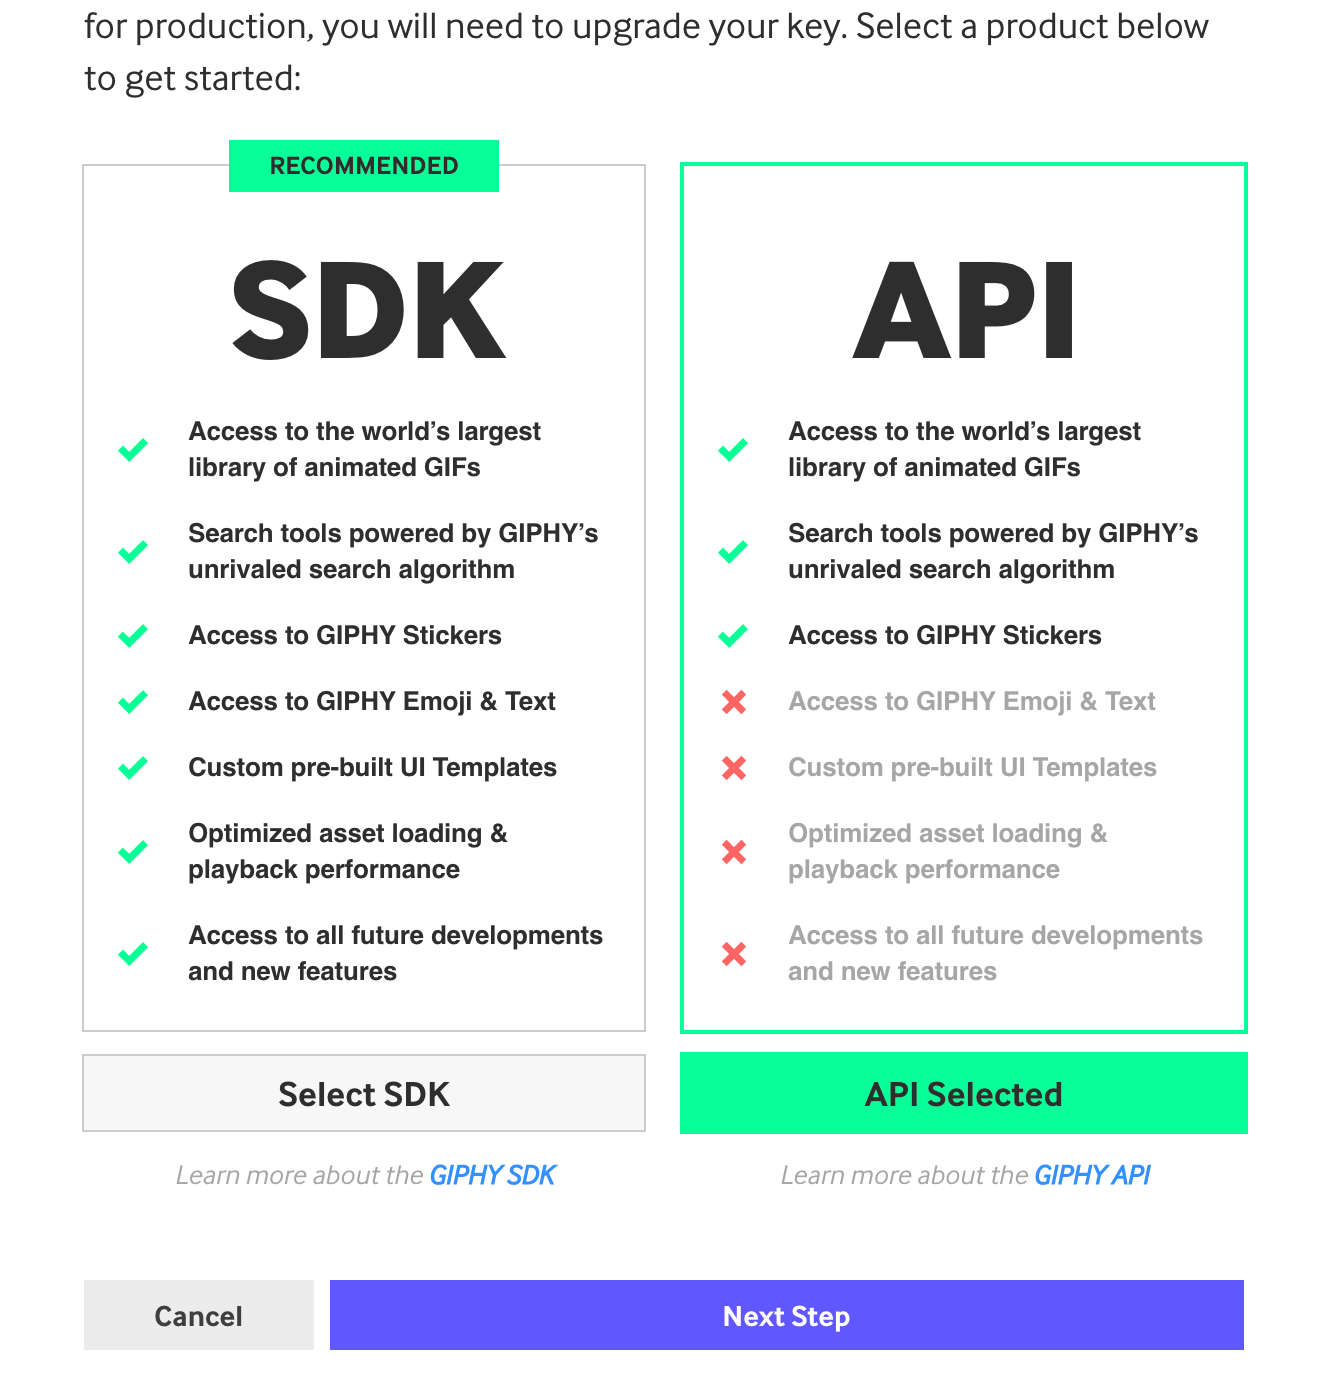 for production, you will need to upgrade your key. Select a product below
to get started:
RECOMMENDED
SDK
Access to the world’s largest
library of animated GIFs
Search tools powered by GIPHY’s
unrivaled search algorithm
Access to GIPHY Stickers
Access to GIPHY Emoji & Text
Custom pre-built UI Templates
Optimized asset loading &
playback performance
Access to all future developments
and new features
Select SDK
Learn more about the GIPHY SDK
API
Access to the world’s largest
library of animated GIFs
Search tools powered by GIPHY’s
unrivaled search algorithm
Access to GIPHY Stickers
Access to GIPHY Emoji & Text
Custom pre-built UI Templates
Optimized asset loading &
playback performance
Access to all future developments
and new features
API Selected
Learn more about the GIPHY API
Cancel
Next Step